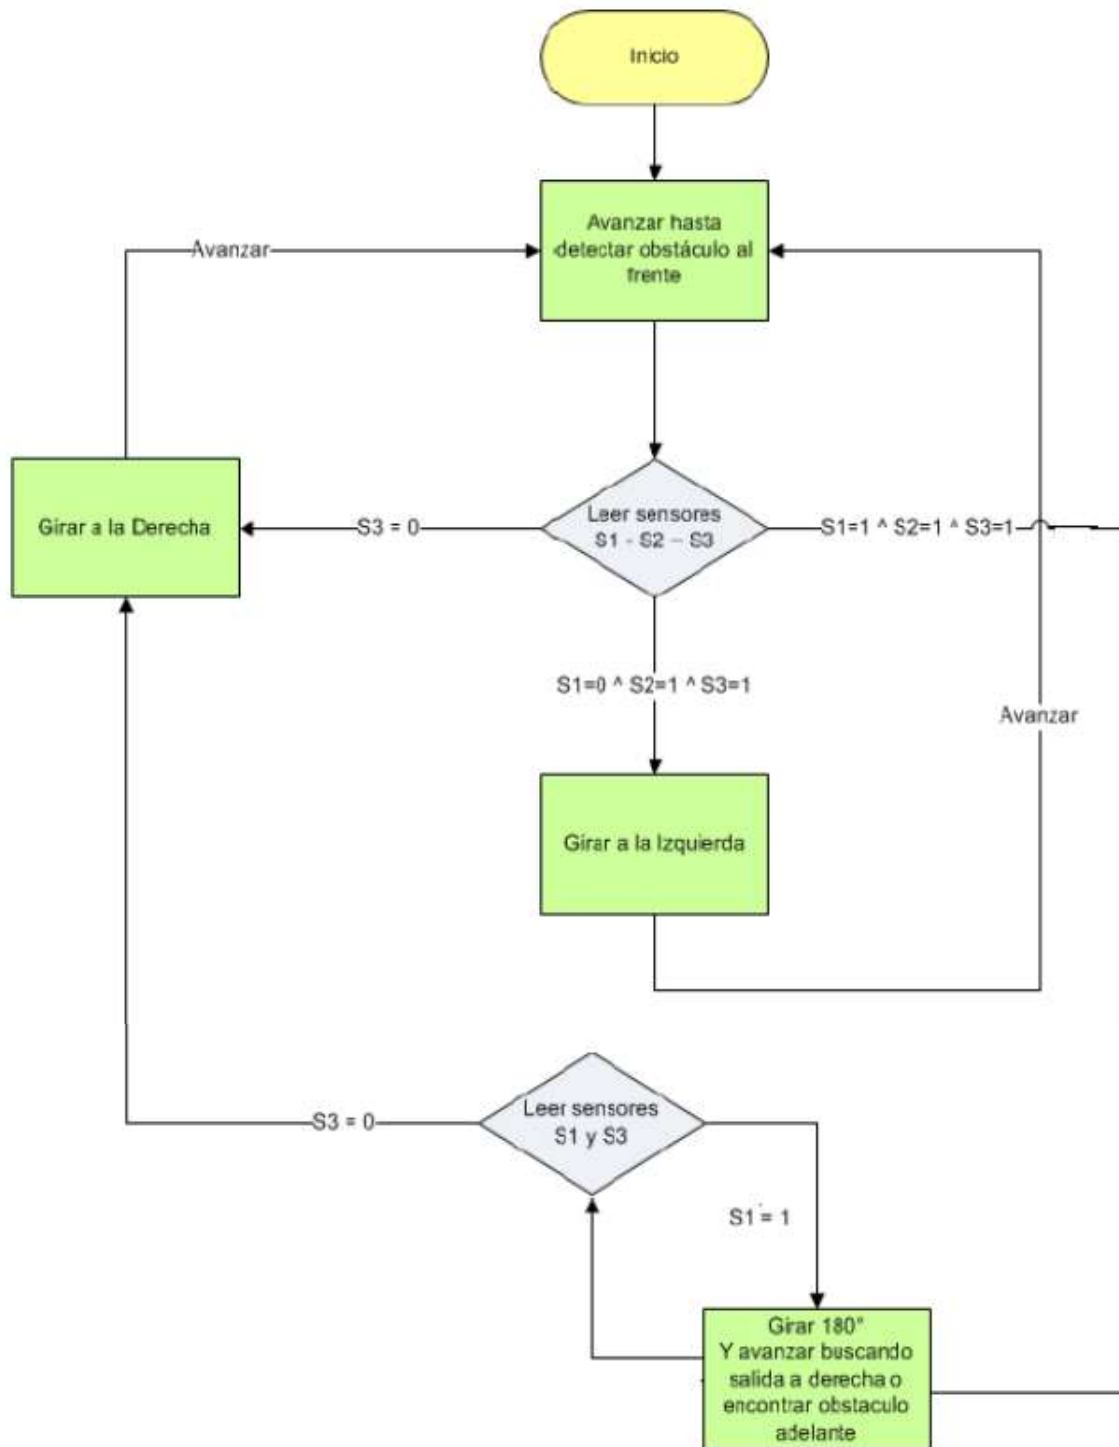 Inicio
Avanzar hasta
detectar obstáculo al
frente
Avanzar
Girar a la Derecha
S3 = 0
Leer sensores
S1 - S2 – S3
S1=1 ^ S2=1 ^ S3=1
S1=0 ^ S2=1 ^ S3=1
Avanzar
Girar a la Izquierda
S3 = 0
Leer sensores
S1 y S3
S1 = 1
Girar 180°
Y avanzar buscando
salida a derecha o
encontrar obstaculo
adelante